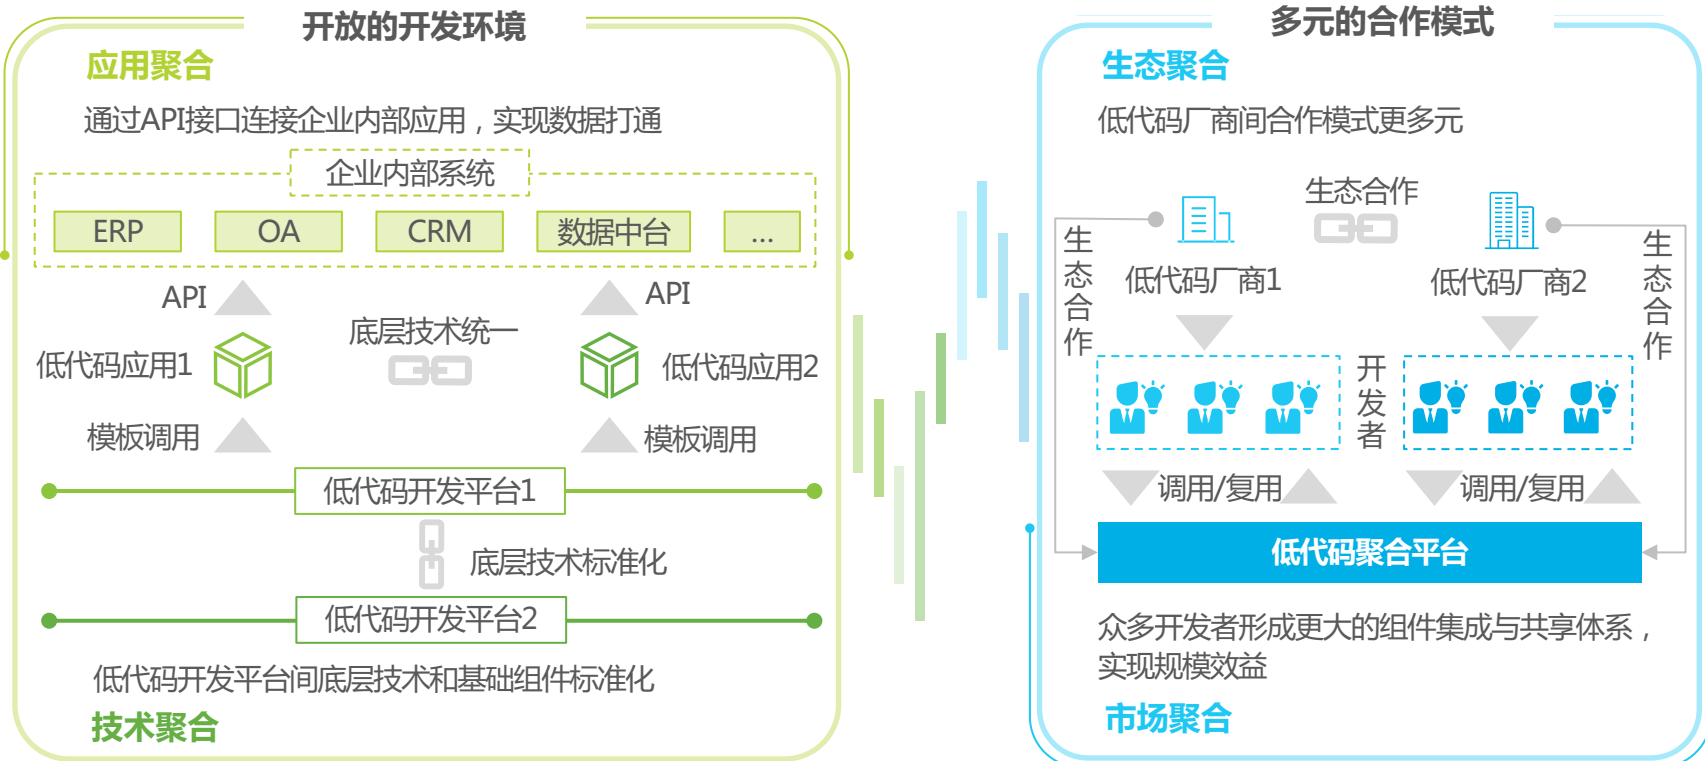 开放的开发环境
应用聚合
通过API接口连接企业内部应用，实现数据打通
企业内部系统
ERP
OA
CRM
数据中台
...
API
API
底层技术统一
低代码应用1
低代码应用2
模板调用
模板调用
低代码开发平台1
底层技术标准化
低代码开发平台2
低代码开发平台间底层技术和基础组件标准化
技术聚合
多元的合作模式
生态聚合
低代码厂商间合作模式更多元
生态合作
生态合作
生态合作
低代码厂商1
低代码厂商2
开发者
调用/复用
调用/复用
低代码聚合平台
众多开发者形成更大的组件集成与共享体系，
实现规模效益
市场聚合